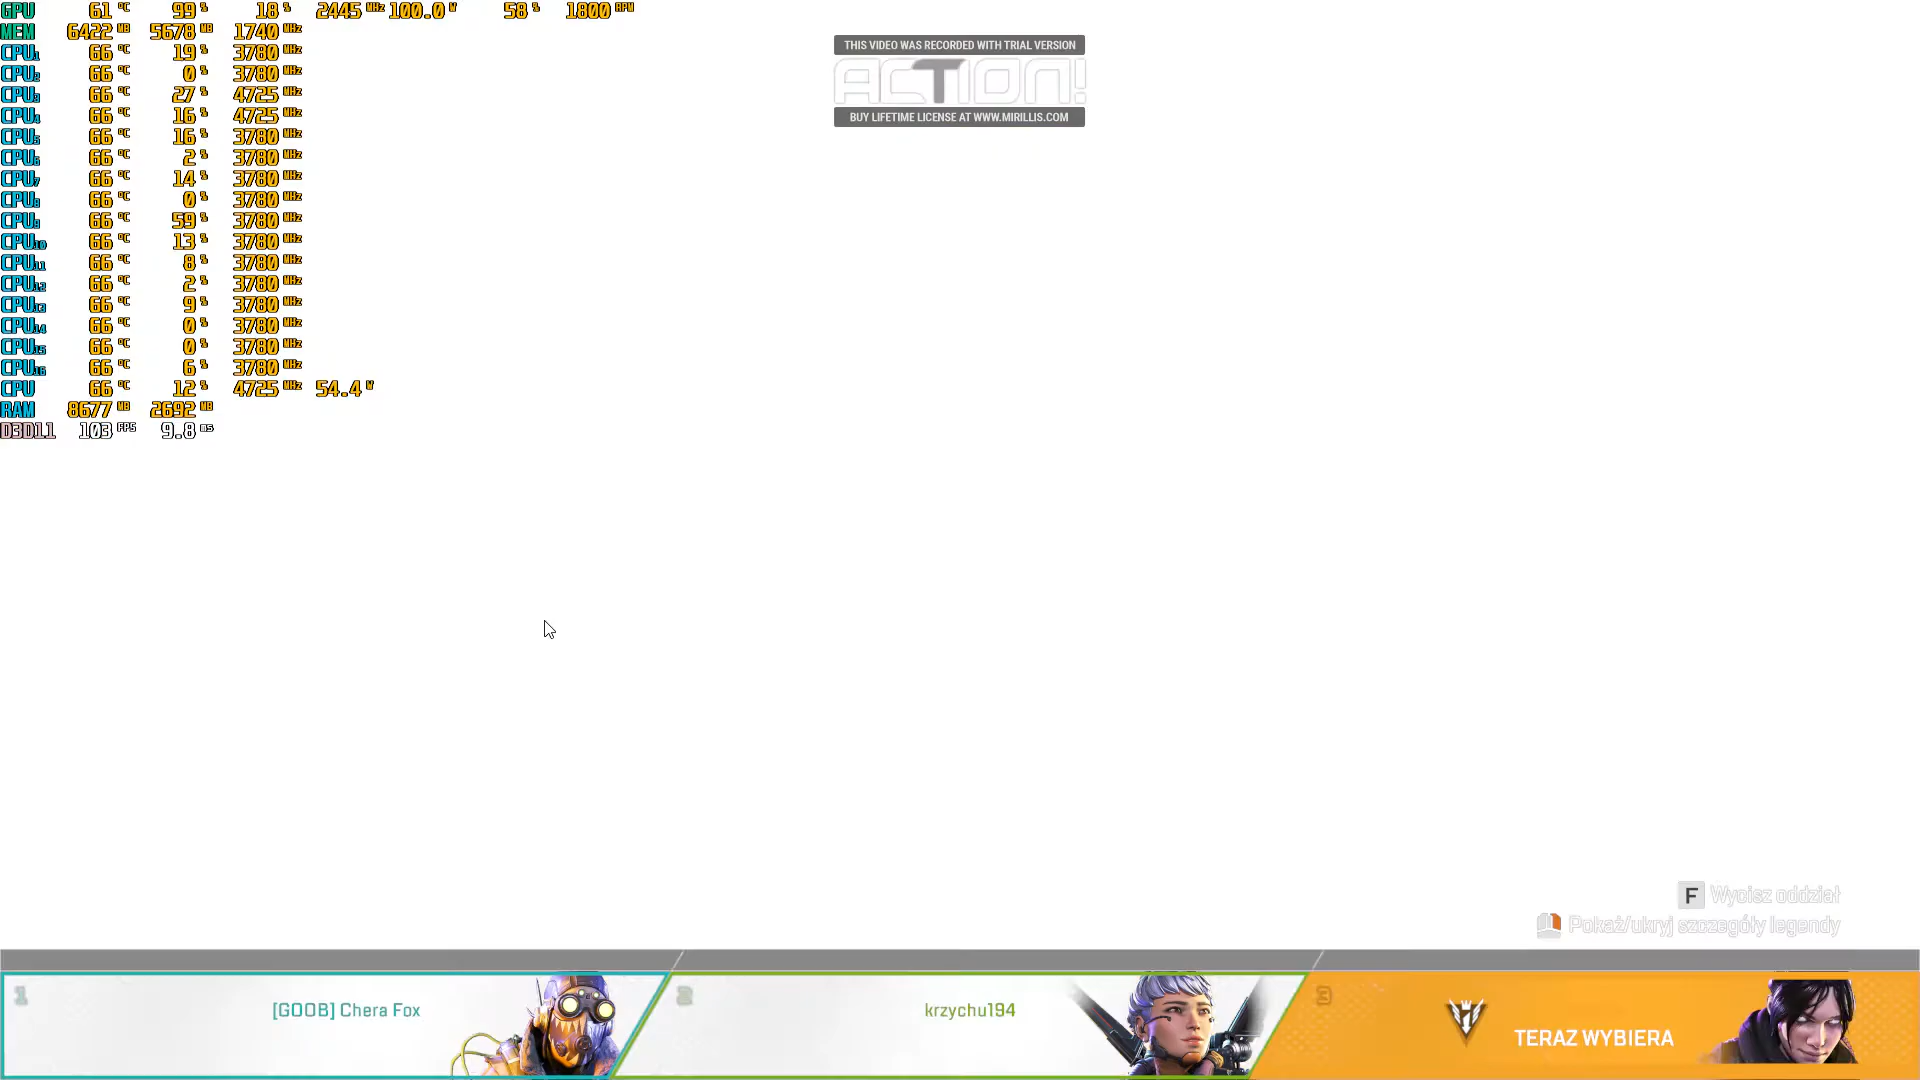 GPU 61 °C 99 % 18 % 2445 MHz 100.0 W 58 % 1800 RPM
MEM 6422 MB 5678 MB 1740 MHz
CPU1 66 °C 19 % 3780 MHz
CPU2 66 °C 0 % 3780 MHz
CPU3 66 °C 27 % 4725 MHz
CPU4 66 °C 16 % 4725 MHz
CPU5 66 °C 16 % 3780 MHz
CPU6 66 °C 2 % 3780 MHz
CPU7 66 °C 14 % 3780 MHz
CPU8 66 °C 0 % 3780 MHz
CPU9 66 °C 59 % 3780 MHz
CPU10 66 °C 13 % 3780 MHz
CPU11 66 °C 8 % 3780 MHz
CPU12 66 °C 2 % 3780 MHz
CPU13 66 °C 9 % 3780 MHz
CPU14 66 °C 0 % 3780 MHz
CPU15 66 °C 0 % 3780 MHz
CPU16 66 °C 6 % 3780 MHz
CPU 66 °C 12 % 4725 MHz 54.4 W
RAM 8677 MB 2692 MB
D3D11 103 FPS 9.8 ms
THIS VIDEO WAS RECORDED WITH TRIAL VERSION
ACTION!
BUY LIFETIME LICENSE AT WWW.MIRILLIS.COM
F Wycisz oddział
Pokaż/ukryj szczegóły legendy
1 [GOOB] Chera Fox
2 krzychu194
3 TERAZ WYBIERA